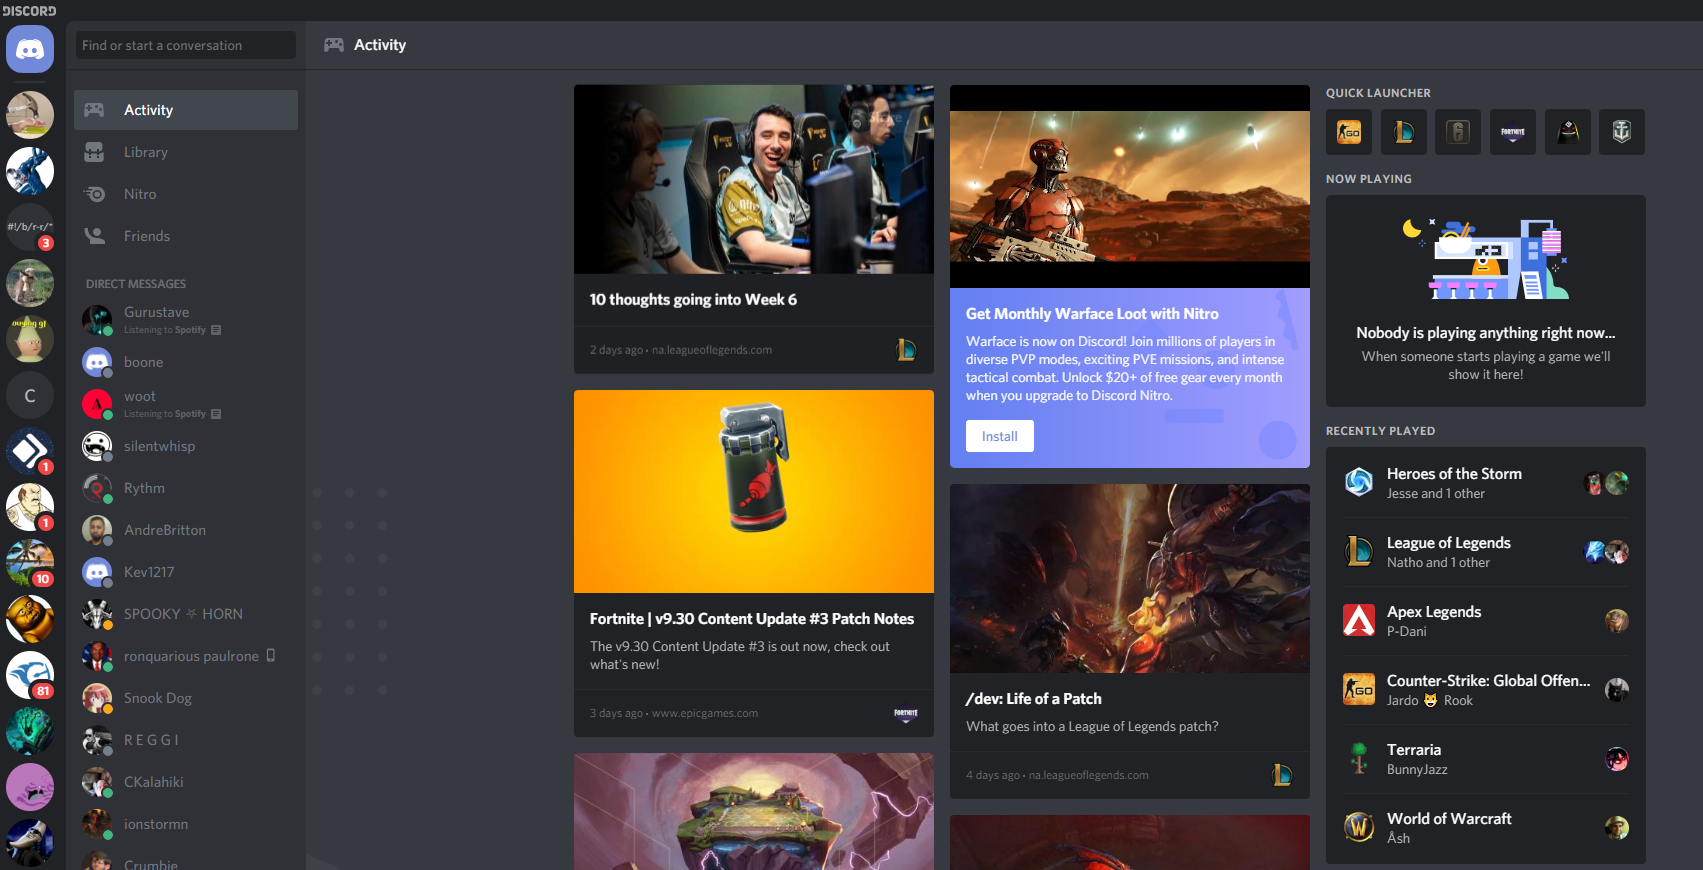 DISCORD
Find or start a conversation
Activity
Activity
Library
Nitro
Friends
DIRECT MESSAGES
Gurustave
Listening to Spotify
boone
woot
Listening to Spotify
silentwhisp
Rythm
AndreBritton
Kev1217
SPOOKY ⛧ HORN
ronquarious paulrone
Snook Dog
R E G G I
CKalahiki
ionstormn
Crumbie
#!/b/r-r/*
3
ouying gf
C
1
1
10
81
10 thoughts going into Week 6
2 days ago • na.leagueoflegends.com
Fortnite | v9.30 Content Update #3 Patch Notes
The v9.30 Content Update #3 is out now, check out
what's new!
3 days ago • www.epicgames.com
FORTNITE
Get Monthly Warface Loot with Nitro
Warface is now on Discord! Join millions of players in
diverse PVP modes, exciting PVE missions, and intense
tactical combat. Unlock $20+ of free gear every month
when you upgrade to Discord Nitro.
Install
/dev: Life of a Patch
What goes into a League of Legends patch?
4 days ago • na.leagueoflegends.com
QUICK LAUNCHER
GO
6
FORTNITE
NOW PLAYING
Nobody is playing anything right now...
When someone starts playing a game we'll
show it here!
RECENTLY PLAYED
Heroes of the Storm
Jesse and 1 other
League of Legends
Natho and 1 other
Apex Legends
P-Dani
GO
Counter-Strike: Global Offen...
Jardo 😺 Rook
Terraria
BunnyJazz
World of Warcraft
Åsh